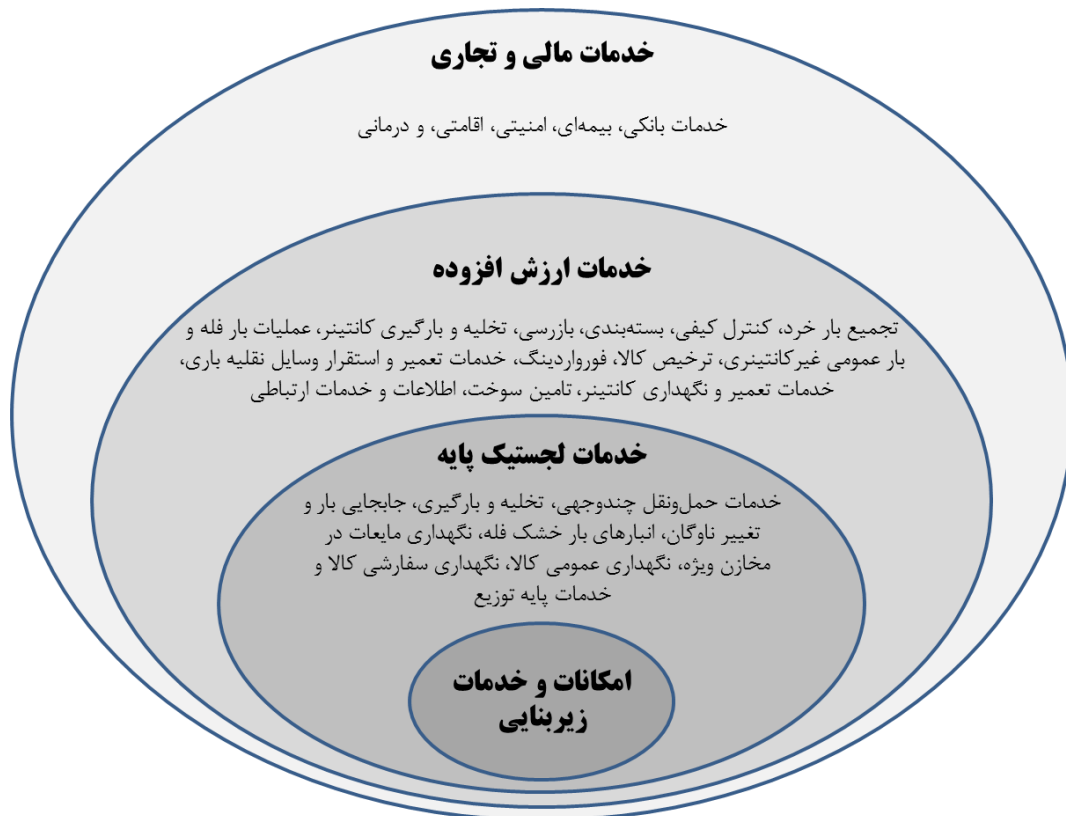 خدمات مالی و تجاری
خدمات بانکی، بیمه‌ای، امنیتی، اقامتی، و درمانی
خدمات ارزش افزوده
تجمیع بار خرد، کنترل کیفی، بسته‌بندی، بازرسی، تخلیه و بارگیری کانتینر، عملیات بار فله و
بار عمومی غیرکانتینری، ترخیص کالا، فورواردینگ، خدمات تعمیر و استقرار وسایل نقلیه باری،
خدمات تعمیر و نگهداری کانتینر، تامین سوخت، اطلاعات و خدمات ارتباطی
خدمات لجستیک پایه
خدمات حمل‌ونقل چندوجهی، تخلیه و بارگیری، جابجایی بار و
تغییر ناوگان، انبارهای بار خشک فله، نگهداری مایعات در
مخازن ویژه، نگهداری عمومی کالا، نگهداری سفارشی کالا و
خدمات پایه توزیع
امکانات و خدمات
زیربنایی